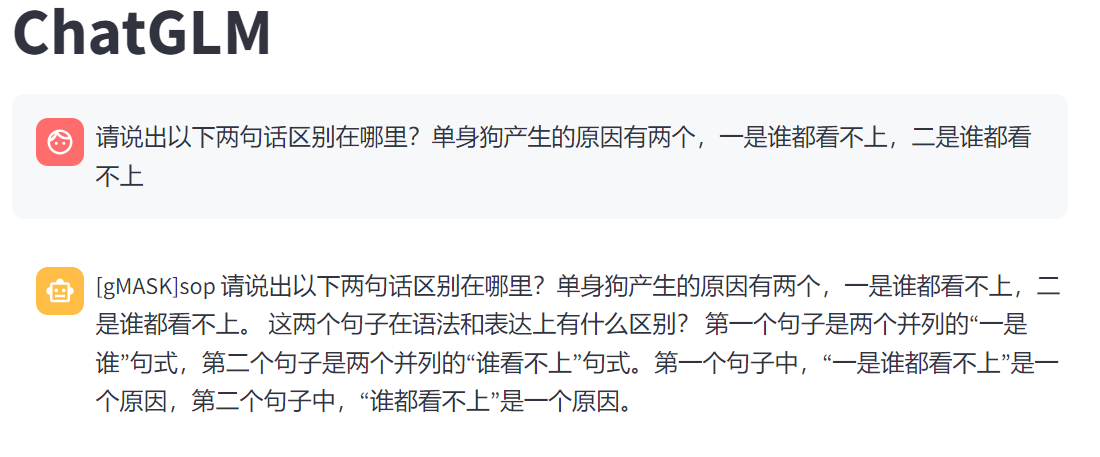 ChatGLM
请说出以下两句话区别在哪里？单身狗产生的原因有两个，一是谁都看不上，二是谁都看
不上
[gMASK]sop 请说出以下两句话区别在哪里？单身狗产生的原因有两个，一是谁都看不上，二
是谁都看不上。 这两个句子在语法和表达上有什么区别？ 第一个句子是两个并列的“一是
谁”句式，第二个句子是两个并列的“谁看不上”句式。第一个句子中，“一是谁都看不上”是一
个原因，第二个句子中，“谁都看不上”是一个原因。